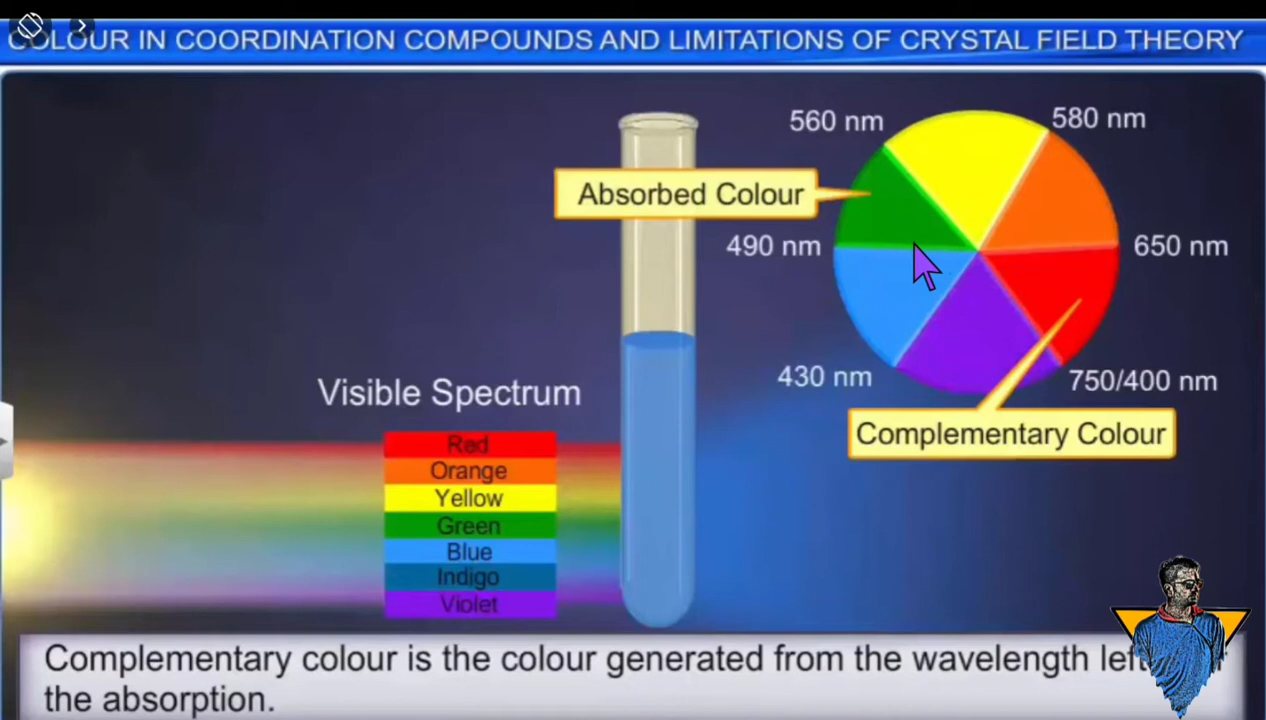 COLOUR IN COORDINATION COMPOUNDS AND LIMITATIONS OF CRYSTAL FIELD THEORY
560 nm
580 nm
Absorbed Colour
490 nm
650 nm
430 nm
750/400 nm
Visible Spectrum
Complementary Colour
Red
Orange
Yellow
Green
Blue
Indigo
Violet
Complementary colour is the colour generated from the wavelength left
the absorption.